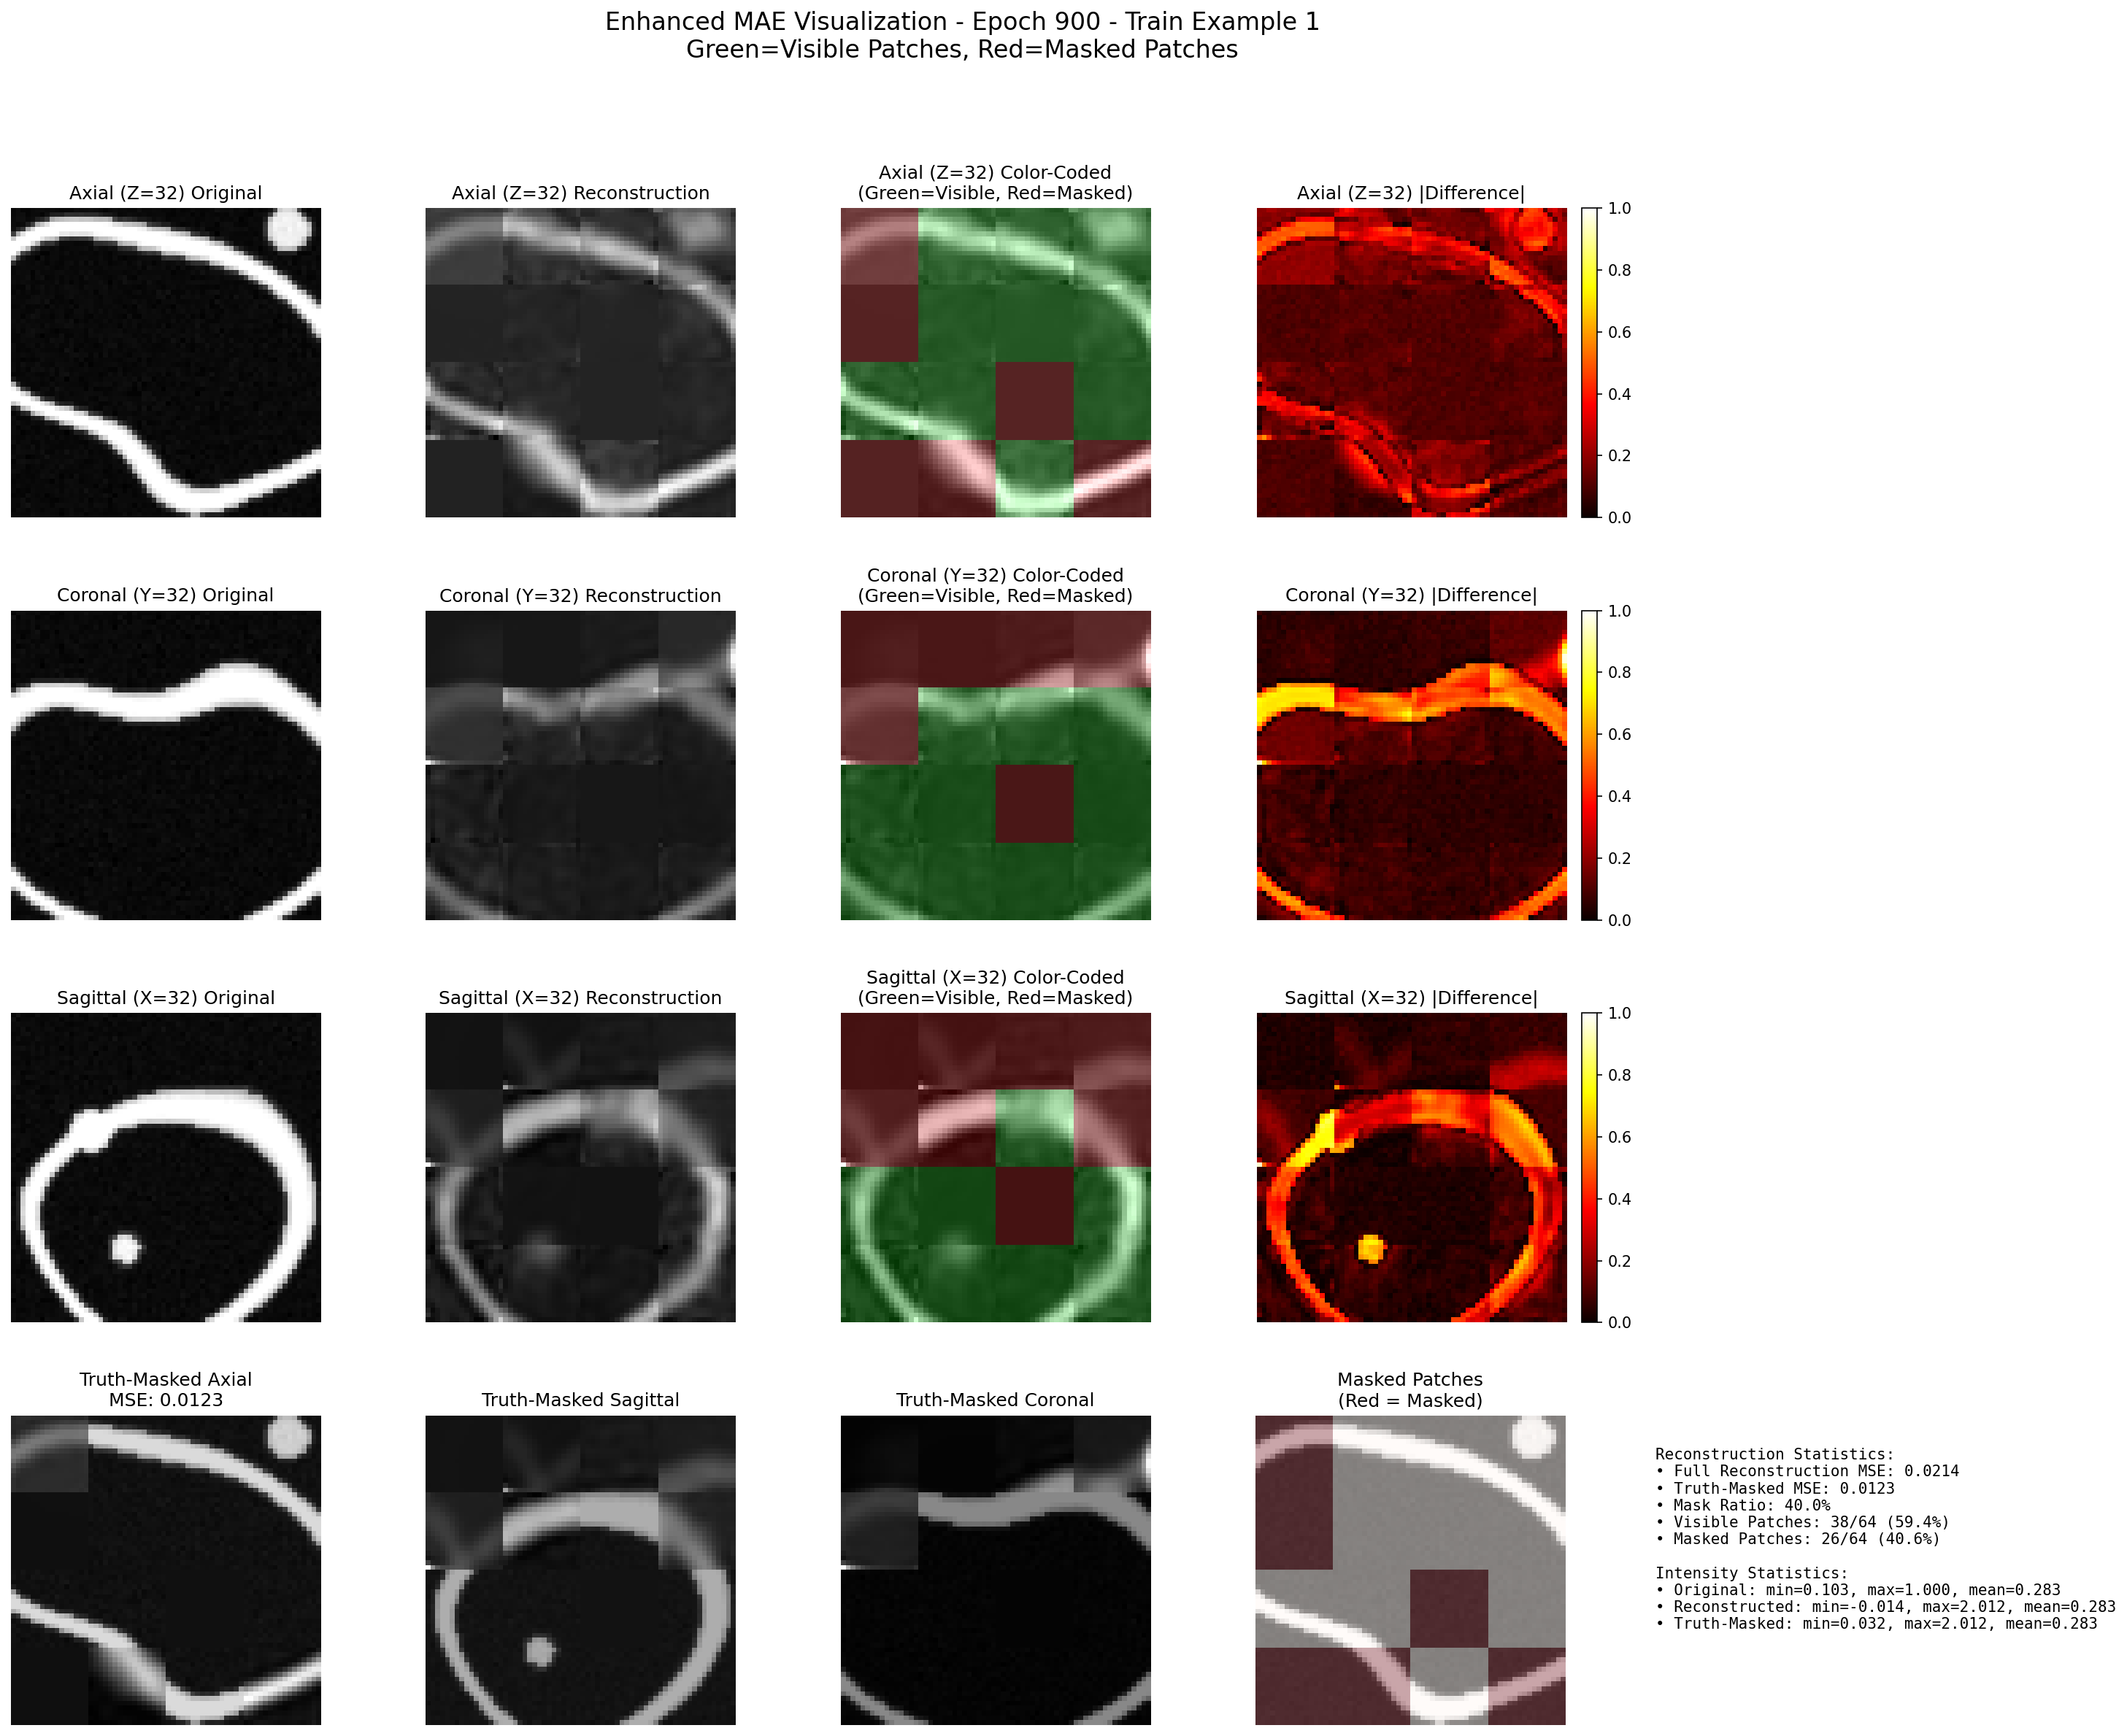 Enhanced MAE Visualization - Epoch 900 - Train Example 1
Green=Visible Patches, Red=Masked Patches
Axial (Z=32) Original
Axial (Z=32) Reconstruction
Axial (Z=32) Color-Coded
(Green=Visible, Red=Masked)
Axial (Z=32) |Difference|
1.0
0.8
0.6
0.4
0.2
0.0
Coronal (Y=32) Original
Coronal (Y=32) Reconstruction
Coronal (Y=32) Color-Coded
(Green=Visible, Red=Masked)
Coronal (Y=32) |Difference|
1.0
0.8
0.6
0.4
0.2
0.0
Sagittal (X=32) Original
Sagittal (X=32) Reconstruction
Sagittal (X=32) Color-Coded
(Green=Visible, Red=Masked)
Sagittal (X=32) |Difference|
1.0
0.8
0.6
0.4
0.2
0.0
Truth-Masked Axial
MSE: 0.0123
Truth-Masked Sagittal
Truth-Masked Coronal
Masked Patches
(Red = Masked)
Reconstruction Statistics:
• Full Reconstruction MSE: 0.0214
• Truth-Masked MSE: 0.0123
• Mask Ratio: 40.0%
• Visible Patches: 38/64 (59.4%)
• Masked Patches: 26/64 (40.6%)
Intensity Statistics:
• Original: min=0.103, max=1.000, mean=0.283
• Reconstructed: min=-0.014, max=2.012, mean=0.283
• Truth-Masked: min=0.032, max=2.012, mean=0.283